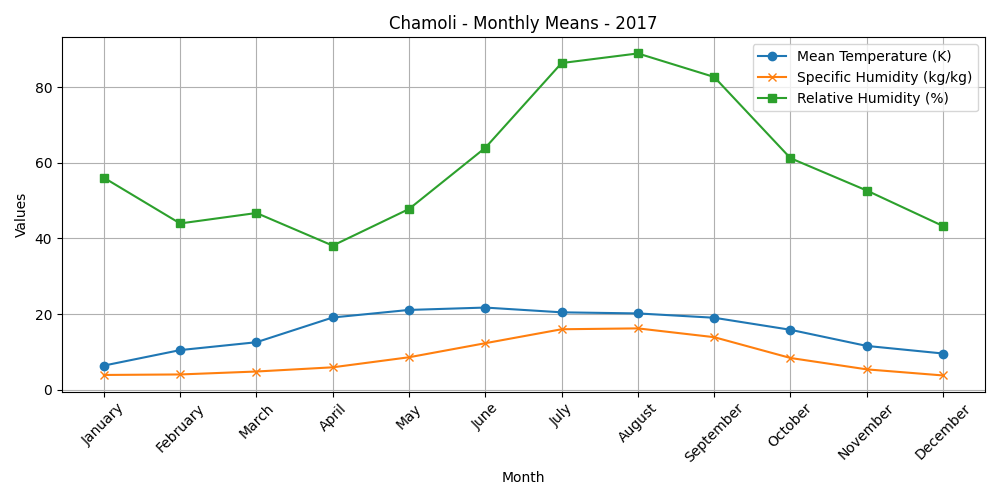 Chamoli - Monthly Means - 2017
Mean Temperature (K)
Specific Humidity (kg/kg)
Relative Humidity (%)
Values
80
60
40
20
0
January
February
March
April
May
June
July
August
September
October
November
December
Month